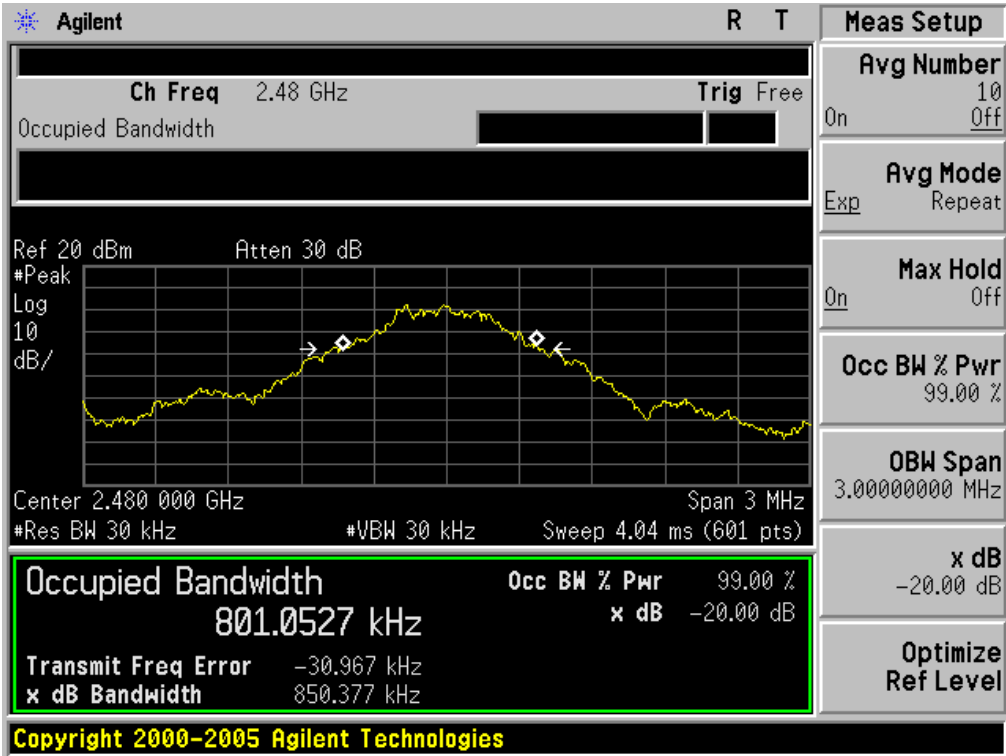 Agilent R T
Ch Freq 2.48 GHz Trig Free
Occupied Bandwidth
Ref 20 dBm Atten 30 dB
#Peak
Log
10
dB/
Center 2.480 000 GHz Span 3 MHz
#Res BW 30 kHz #VBW 30 kHz Sweep 4.04 ms (601 pts)
Occupied Bandwidth Occ BW % Pwr 99.00 %
801.0527 kHz x dB -20.00 dB
Transmit Freq Error -30.967 kHz
x dB Bandwidth 850.377 kHz
Copyright 2000-2005 Agilent Technologies
Meas Setup
Avg Number
10
On Off
Avg Mode
Exp Repeat
Max Hold
On Off
Occ BW % Pwr
99.00 %
OBW Span
3.00000000 MHz
x dB
-20.00 dB
Optimize
Ref Level